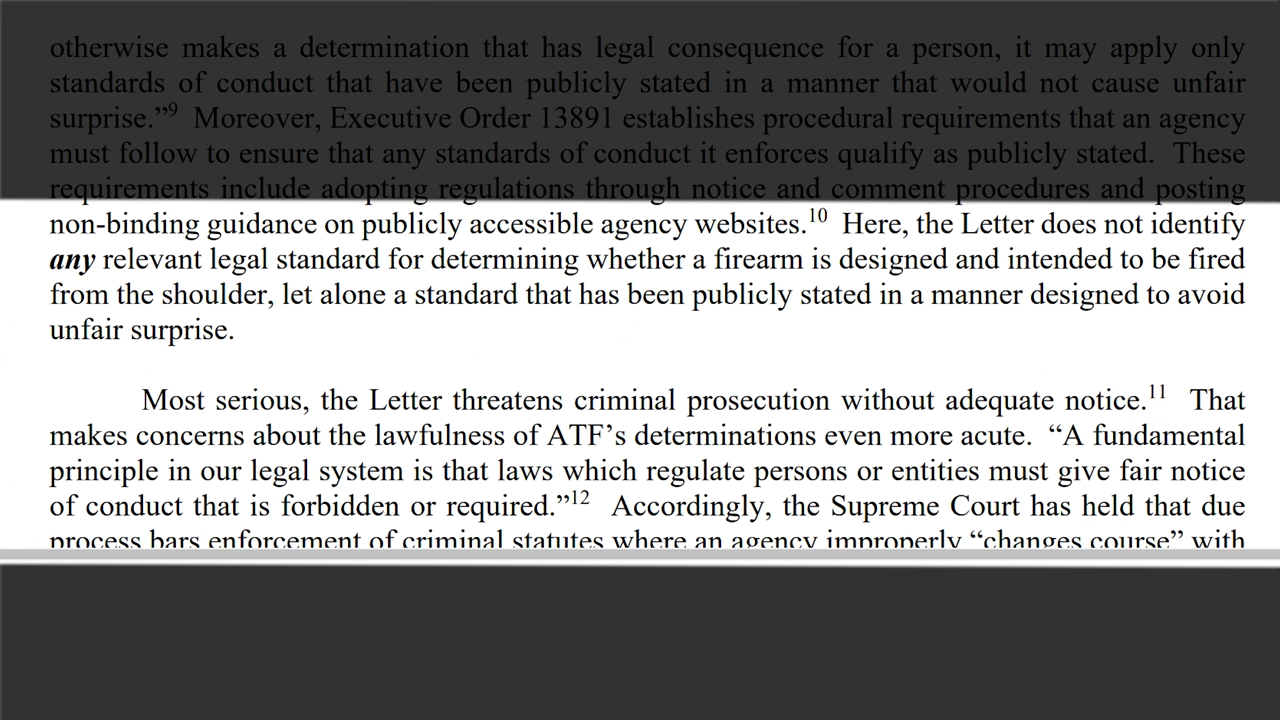 otherwise makes a determination that has legal consequence for a person, it may apply only
standards of conduct that have been publicly stated in a manner that would not cause unfair
surprise.”9 Moreover, Executive Order 13891 establishes procedural requirements that an agency
must follow to ensure that any standards of conduct it enforces qualify as publicly stated. These
requirements include adopting regulations through notice and comment procedures and posting
non-binding guidance on publicly accessible agency websites.10 Here, the Letter does not identify
any relevant legal standard for determining whether a firearm is designed and intended to be fired
from the shoulder, let alone a standard that has been publicly stated in a manner designed to avoid
unfair surprise.
Most serious, the Letter threatens criminal prosecution without adequate notice.11 That
makes concerns about the lawfulness of ATF’s determinations even more acute. “A fundamental
principle in our legal system is that laws which regulate persons or entities must give fair notice
of conduct that is forbidden or required.”12 Accordingly, the Supreme Court has held that due
process bars enforcement of criminal statutes where an agency improperly “changes course” with